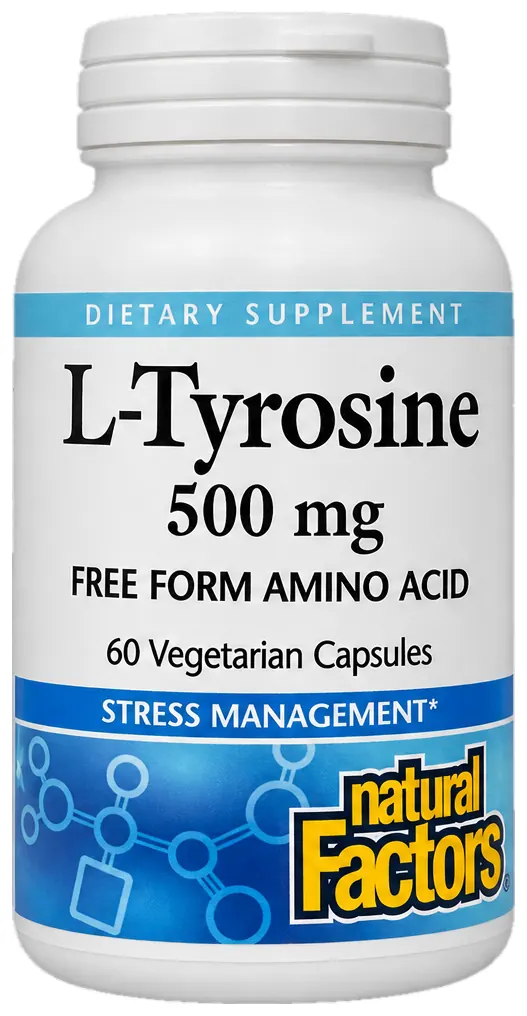 DIETARY SUPPLEMENT
L-Tyrosine
500 mg
FREE FORM AMINO ACID
60 Vegetarian Capsules
STRESS MANAGEMENT*
natural
Factors®